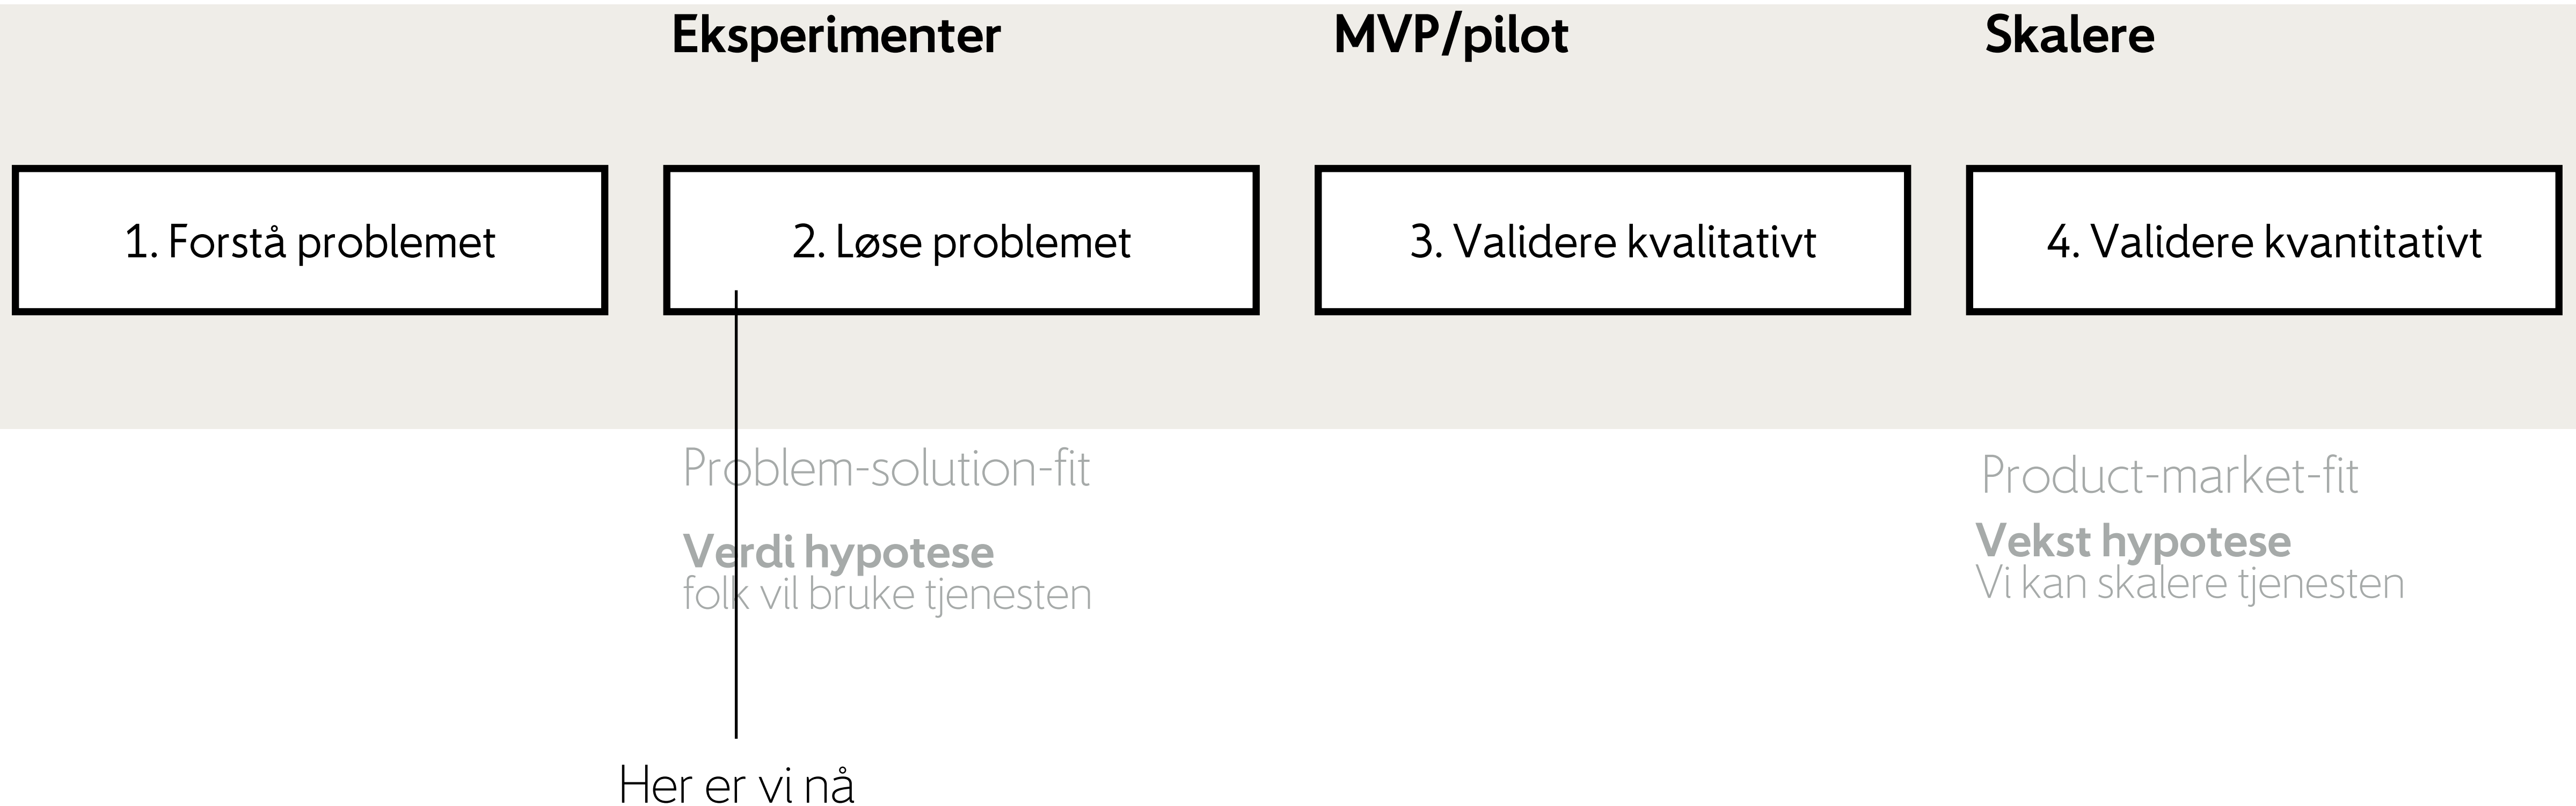 Eksperimenter
MVP/pilot
Skalere
1. Forstå problemet
2. Løse problemet
3. Validere kvalitativt
4. Validere kvantitativt
Problem-solution-fit
Verdi hypotese
folk vil bruke tjenesten
Product-market-fit
Vekst hypotese
Vi kan skalere tjenesten
Her er vi nå